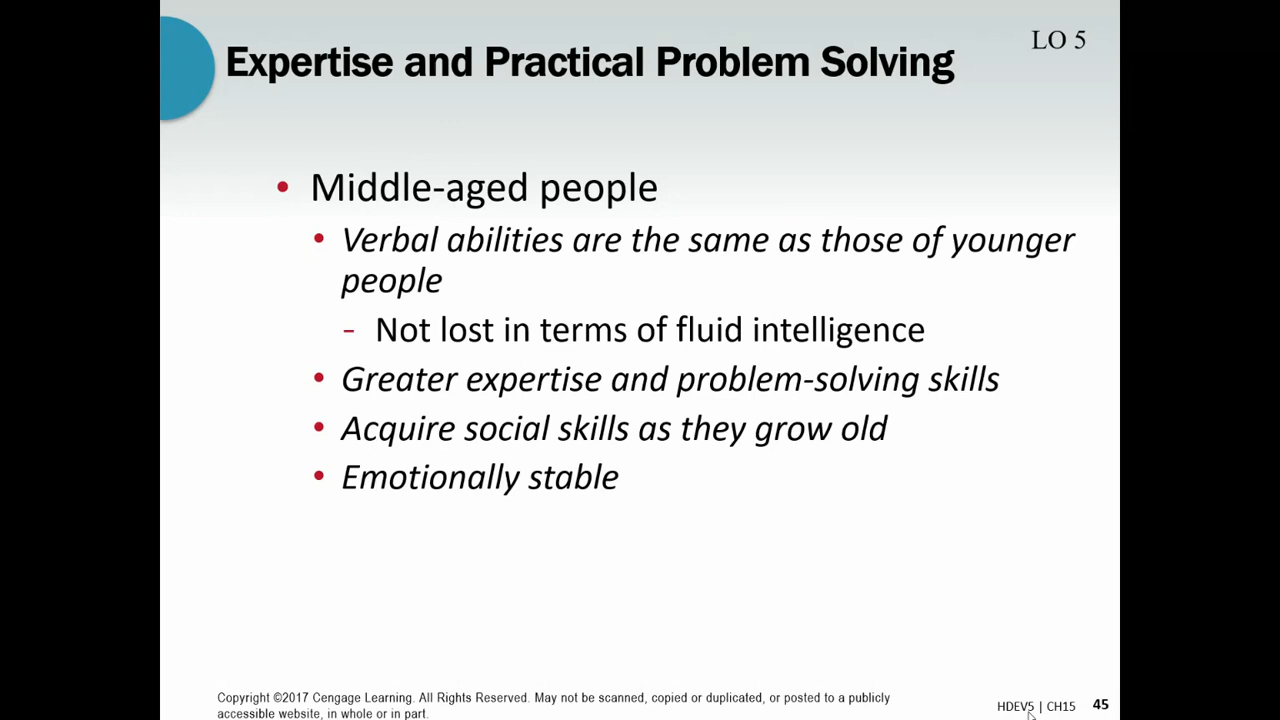 LO 5
Expertise and Practical Problem Solving
• Middle-aged people
• Verbal abilities are the same as those of younger
people
- Not lost in terms of fluid intelligence
• Greater expertise and problem-solving skills
• Acquire social skills as they grow old
• Emotionally stable
Copyright ©2017 Cengage Learning. All Rights Reserved. May not be scanned, copied or duplicated, or posted to a publicly
accessible website, in whole or in part.
HDEV5 | CH15 45